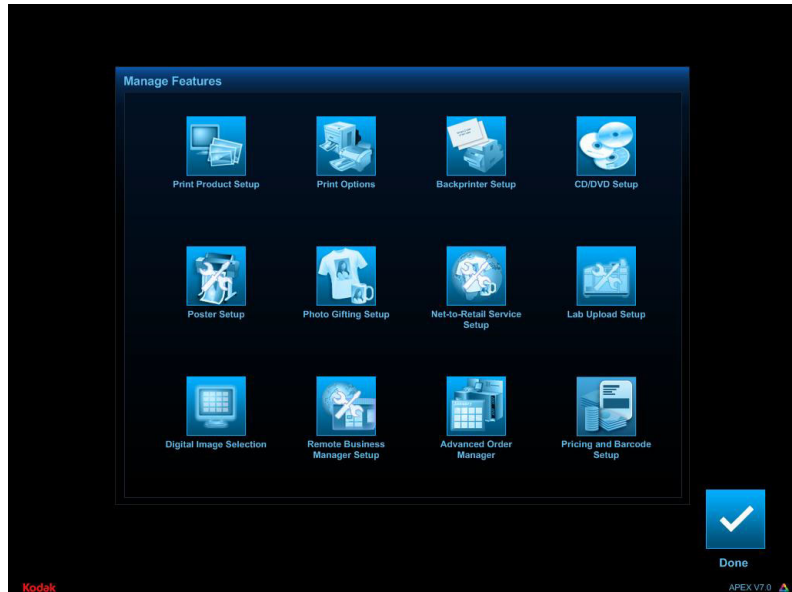 Manage Features
Print Product Setup
Print Options
Backprinter Setup
CD/DVD Setup
Poster Setup
Photo Gifting Setup
Net-to-Retail Service
Setup
Lab Upload Setup
Digital Image Selection
Remote Business
Manager Setup
Advanced Order
Manager
Pricing and Barcode
Setup
Done
Kodak
APEX V7.0